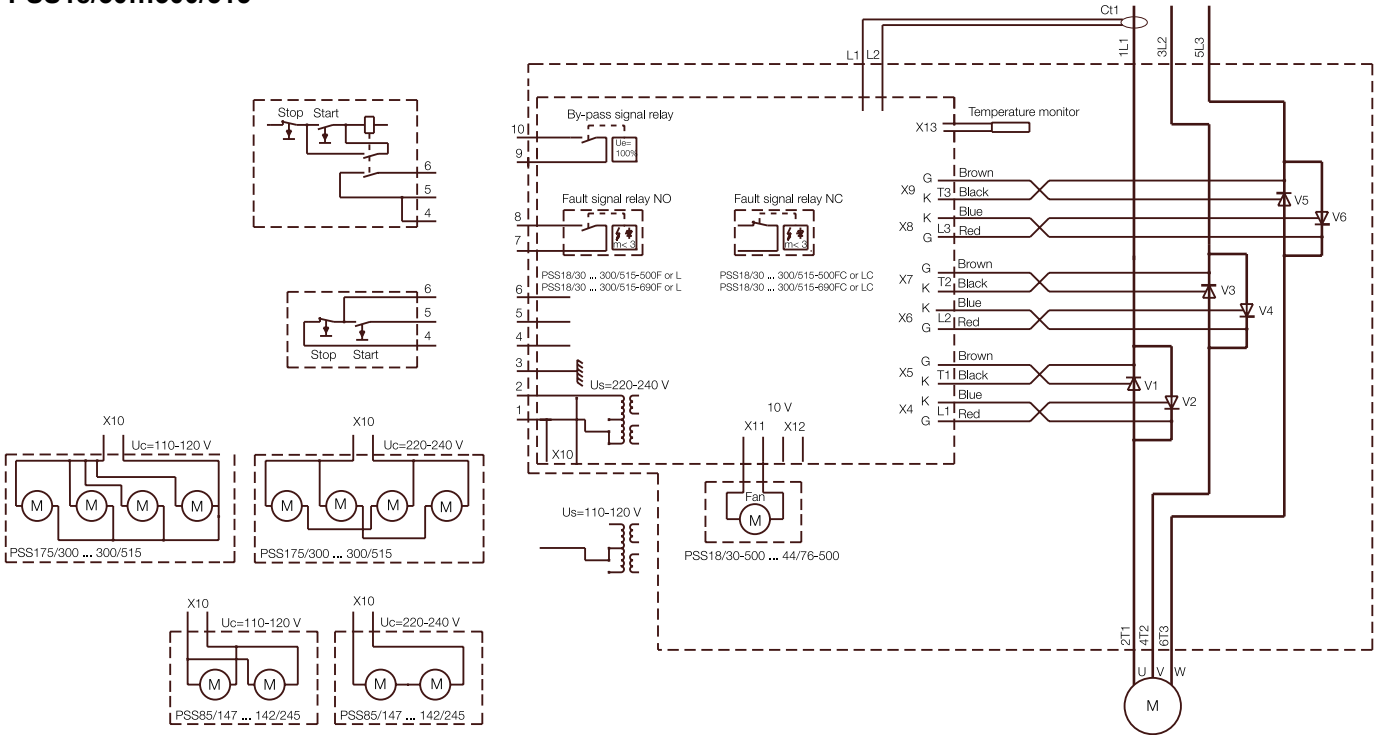 PSS18/30...300/515
Ct1
L1 L2
1L1
3L2
5L3
Stop Start
6
5
4
By-pass signal relay
10
9
Ue=
100%
X13
Temperature monitor
Fault signal relay NO
Fault signal relay NC
8
7
m< 3
m< 3
PSS18/30 ... 300/515-500F or L
PSS18/30 ... 300/515-690F or L
PSS18/30 ... 300/515-500FC or LC
PSS18/30 ... 300/515-690FC or LC
X9
G Brown
K T3 Black
X8
K Blue
G L3 Red
V5
V6
X7
G Brown
K T2 Black
X6
K Blue
G L2 Red
V3
V4
X5
G Brown
K T1 Black
X4
K Blue
G L1 Red
V1
V2
6
5
4
Stop Start
6
5
4
3
2
1
Us=220-240 V
X10
10 V
X11 X12
Fan
M
PSS18/30-500 ... 44/76-500
Us=110-120 V
X10
Uc=110-120 V
M M M M
PSS175/300 ... 300/515
X10
Uc=220-240 V
M M M M
PSS175/300 ... 300/515
X10
Uc=110-120 V
M M
PSS85/147 ... 142/245
X10
Uc=220-240 V
M M
PSS85/147 ... 142/245
2T1
4T2
6T3
U V W
M